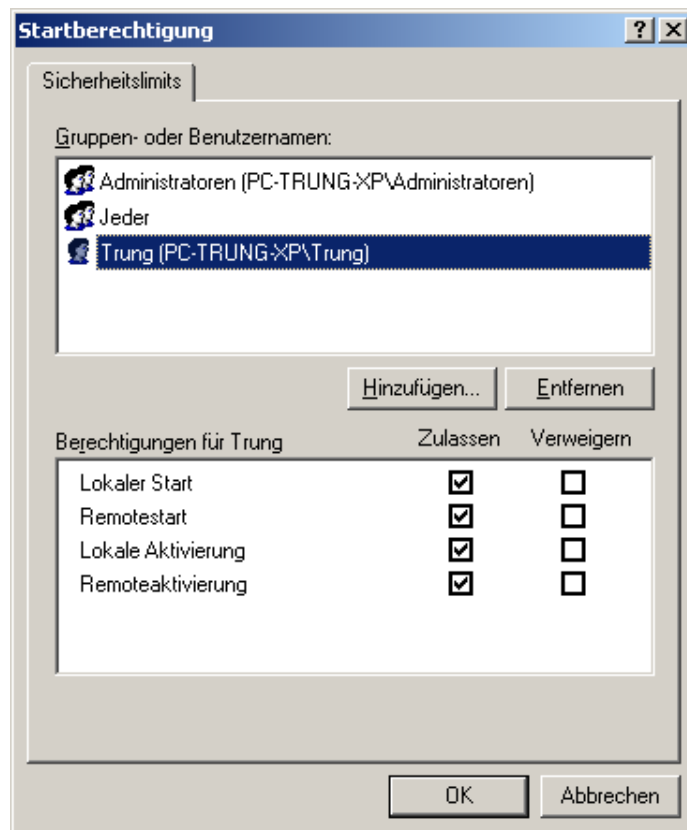 Startberechtigung
Sicherheitslimits
Gruppen- oder Benutzernamen:
Administratoren (PC-TRUNG-XP\Administratoren)
Jeder
Trung (PC-TRUNG-XP\Trung)
Hinzufügen... Entfernen
Berechtigungen für Trung Zulassen Verweigern
Lokaler Start
Remotestart
Lokale Aktivierung
Remoteaktivierung
OK Abbrechen